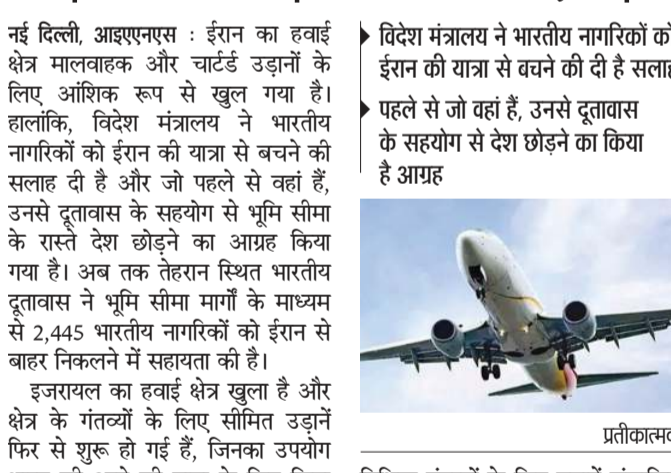 नई दिल्ली, आइएएनएस : ईरान का हवाई
क्षेत्र मालवाहक और चार्टर्ड उड़ानों के
लिए आंशिक रूप से खुल गया है।
हालांकि, विदेश मंत्रालय ने भारतीय
नागरिकों को ईरान की यात्रा से बचने की
सलाह दी है और जो पहले से वहां हैं,
उनसे दूतावास के सहयोग से भूमि सीमा
के रास्ते देश छोड़ने का आग्रह किया
गया है। अब तक तेहरान स्थित भारतीय
दूतावास ने भूमि सीमा मार्गों के माध्यम
से 2,445 भारतीय नागरिकों को ईरान से
बाहर निकलने में सहायता की है।
इजरायल का हवाई क्षेत्र खुला है और
क्षेत्र के गंतव्यों के लिए सीमित उड़ानें
फिर से शुरू हो गई हैं, जिनका उपयोग
विदेश मंत्रालय ने भारतीय नागरिकों को
ईरान की यात्रा से बचने की दी है सलाह
पहले से जो वहां हैं, उनसे दूतावास
के सहयोग से देश छोड़ने का किया
है आग्रह